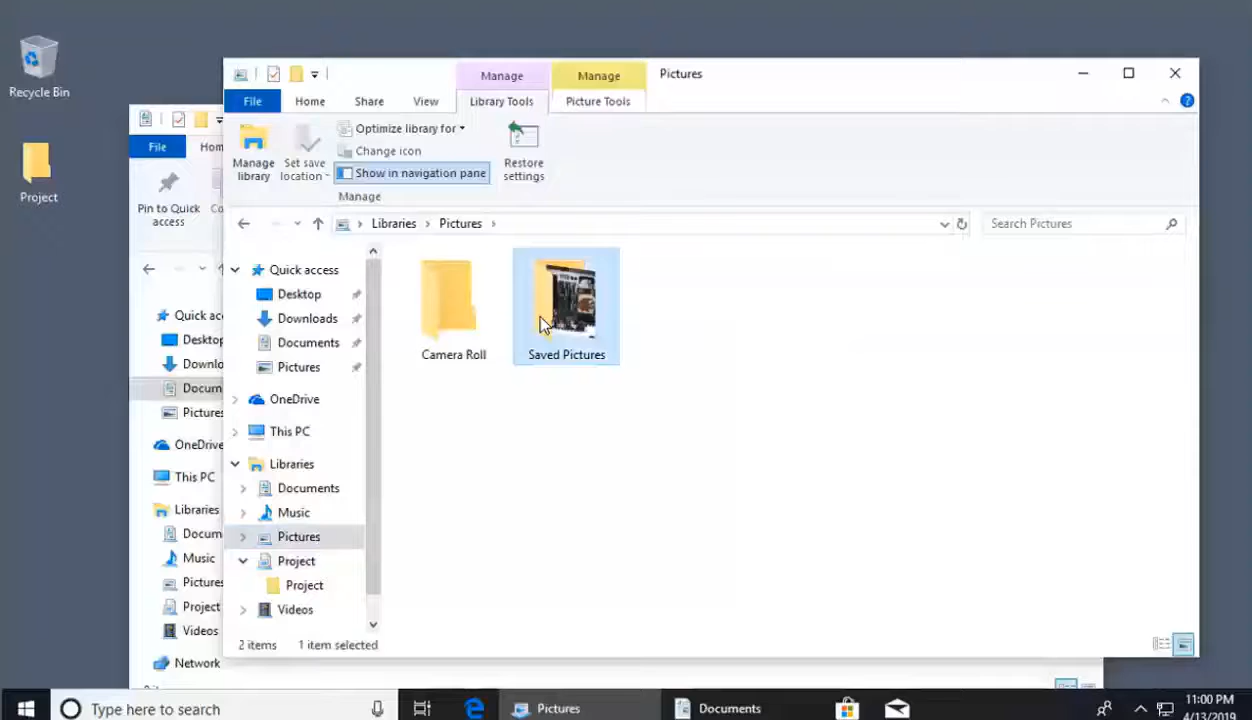 Recycle Bin
Project
Manage
Manage
Pictures
File
Home
Share
View
Library Tools
Picture Tools
Manage library
Set save location
Optimize library for
Change icon
Show in navigation pane
Restore settings
Manage
Libraries
Pictures
Search Pictures
Quick access
Desktop
Downloads
Documents
Pictures
OneDrive
This PC
Libraries
Documents
Music
Pictures
Project
Project
Videos
Camera Roll
Saved Pictures
2 items
1 item selected
File
Hom
Pin to Quick access
Co
Quick ac
Desktop
Downlo
Docum
Pictures
OneDrive
This PC
Libraries
Docum
Music
Pictures
Project
Videos
Network
Type here to search
Pictures
Documents
11:00 PM
4/13/2019